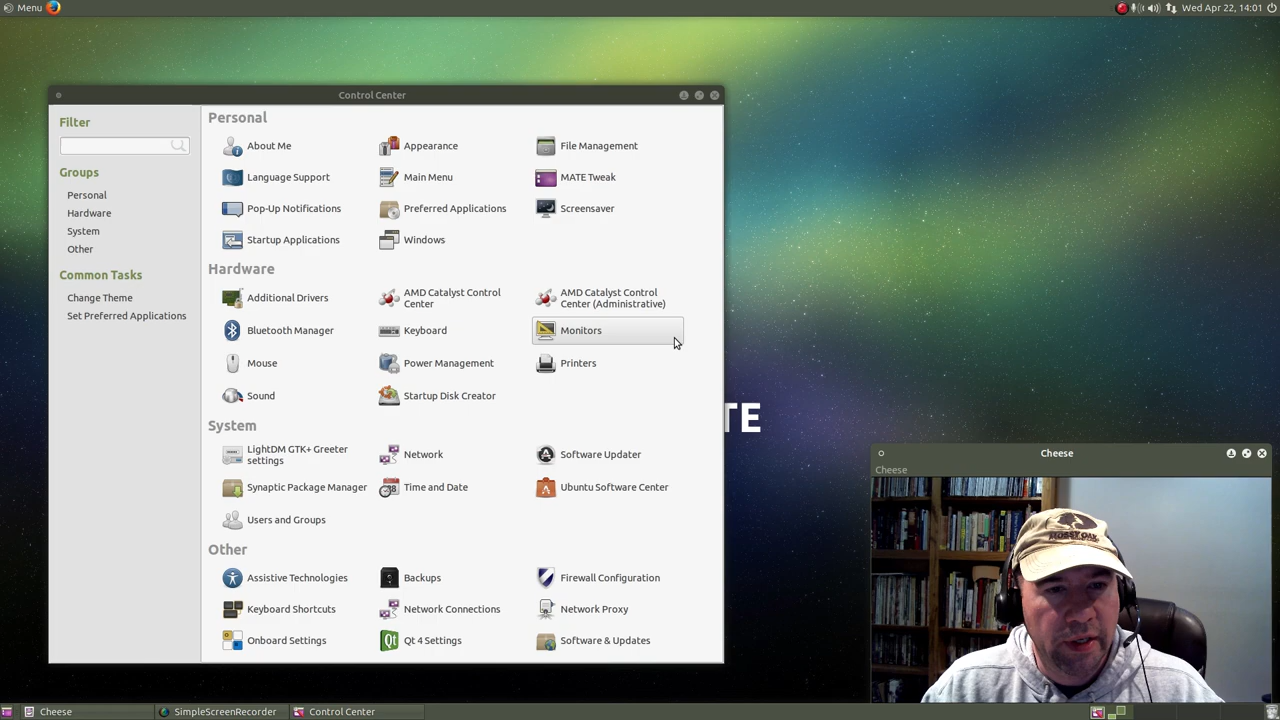 Menu
Wed Apr 22, 14:01
Control Center
Filter
Groups
Personal
Hardware
System
Other
Common Tasks
Change Theme
Set Preferred Applications
Personal
About Me
Appearance
File Management
Language Support
Main Menu
MATE Tweak
Pop-Up Notifications
Preferred Applications
Screensaver
Startup Applications
Windows
Hardware
Additional Drivers
AMD Catalyst Control
Center
AMD Catalyst Control
Center (Administrative)
Bluetooth Manager
Keyboard
Monitors
Mouse
Power Management
Printers
Sound
Startup Disk Creator
System
LightDM GTK+ Greeter
settings
Network
Software Updater
Synaptic Package Manager
Time and Date
Ubuntu Software Center
Users and Groups
Other
Assistive Technologies
Backups
Firewall Configuration
Keyboard Shortcuts
Network Connections
Network Proxy
Onboard Settings
Qt 4 Settings
Software & Updates
TE
Cheese
Cheese
MOSSY OAK
Cheese
SimpleScreenRecorder
Control Center